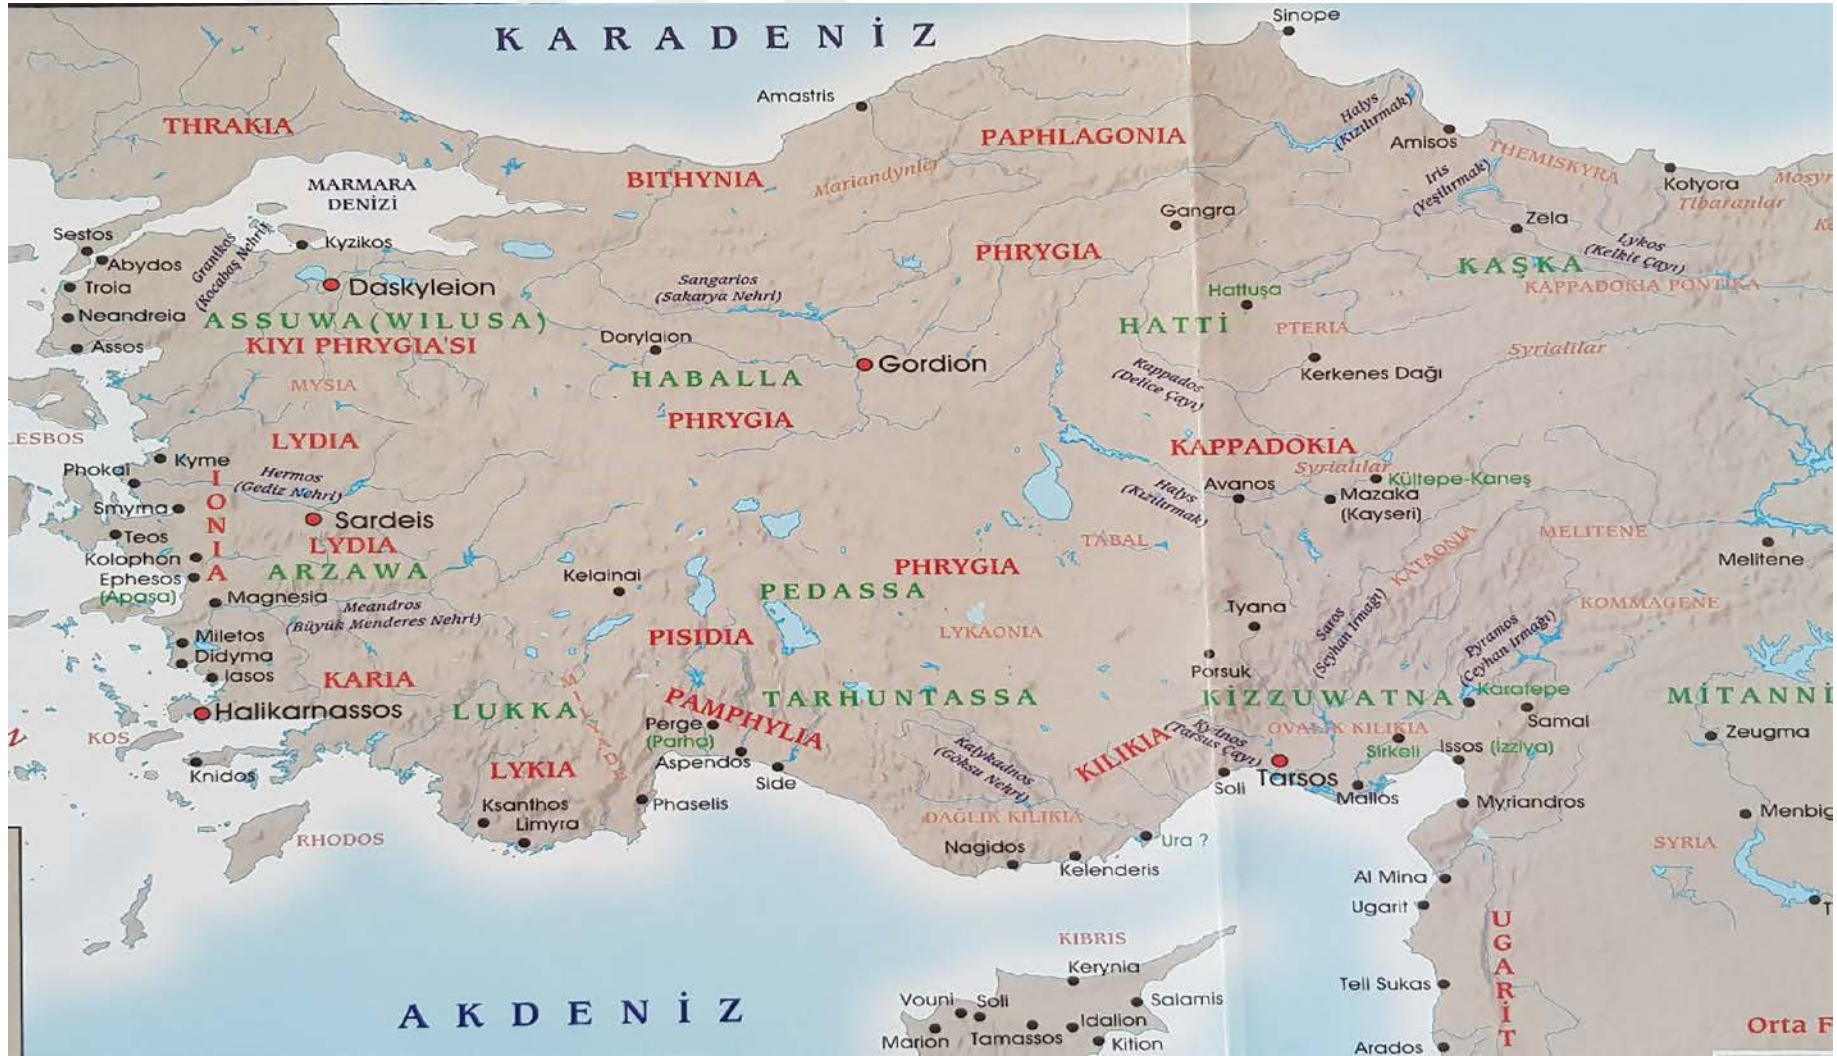 KARADENİZ
Sinope
Amastris
THRAKIA
PAPHLAGONIA
Halys
(Kızılırmak)
Amisos
THEMISKYRA
MARMARA
DENİZİ
BITHYNIA
Mariandynler
Iris
(Yeşilırmak)
Kotyora
Tibaranlar
Sestos
Abydos
Granikos
(Kocabaş Nehri)
Kyzikos
Gangra
Zela
Lykos
(Kelkit Çayı)
Troia
Daskyleion
Sangarios
(Sakarya Nehri)
PHRYGIA
KAŞKA
KAPPADOKIA PONTIKA
Neandreia
ASSUWA(WILUSA)
Hattuşa
HATTİ
PTERIA
Assos
KIYI PHRYGIA'SI
Dorylaion
Syrialılar
MYSIA
HABALLA
Gordion
Kappados
(Delice Çayı)
Kerkenes Dağı
PHRYGIA
LESBOS
LYDIA
KAPPADOKIA
Syrialılar
Phokai
Kyme
Hermos
(Gediz Nehri)
Halys
(Kızılırmak)
Avanos
Kültepe-Kaneş
Mazaka
(Kayseri)
IONIA
Smyrna
Sardeis
Teos
LYDIA
TABAL
KATAONIA
MELITENE
Melitene
Kolophon
Ephesos
(Apasa)
ARZAWA
Kelainai
PHRYGIA
PEDASSA
Magnesia
Meandros
(Büyük Menderes Nehri)
Tyana
Saros
(Seyhan Irmağı)
Pyramos
(Ceyhan Irmağı)
KOMMAGENE
Miletos
Didyma
Iasos
PISIDIA
LYKAONIA
Porsuk
KARIA
MILYADA
Halikarnassos
LUKKA
PAMPHYLIA
TARHUNTASSA
KİZZUWATNA
Karatepe
Samal
MİTANNİ
KOS
Perge
(Parha)
Aspendos
Side
Kalykadnos
(Göksu Nehri)
KILIKIA
Kydnos
(Tarsus Çayı)
OVALIK KILIKIA
Sirkeli
Issos (İzziya)
Zeugma
Knidos
LYKIA
Phaselis
Soli
Tarsos
Mallos
Myriandros
Menbiç
Ksanthos
Limyra
RHODOS
DAĞLIK KILIKIA
Nagidos
Kelenderis
Ura ?
SYRIA
Al Mina
Ugarit
UGARİT
KIBRIS
Kerynia
Tell Sukas
AKDENİZ
Vouni
Soli
Salamis
Marion
Tamassos
Idalion
Kition
Arados
Orta F